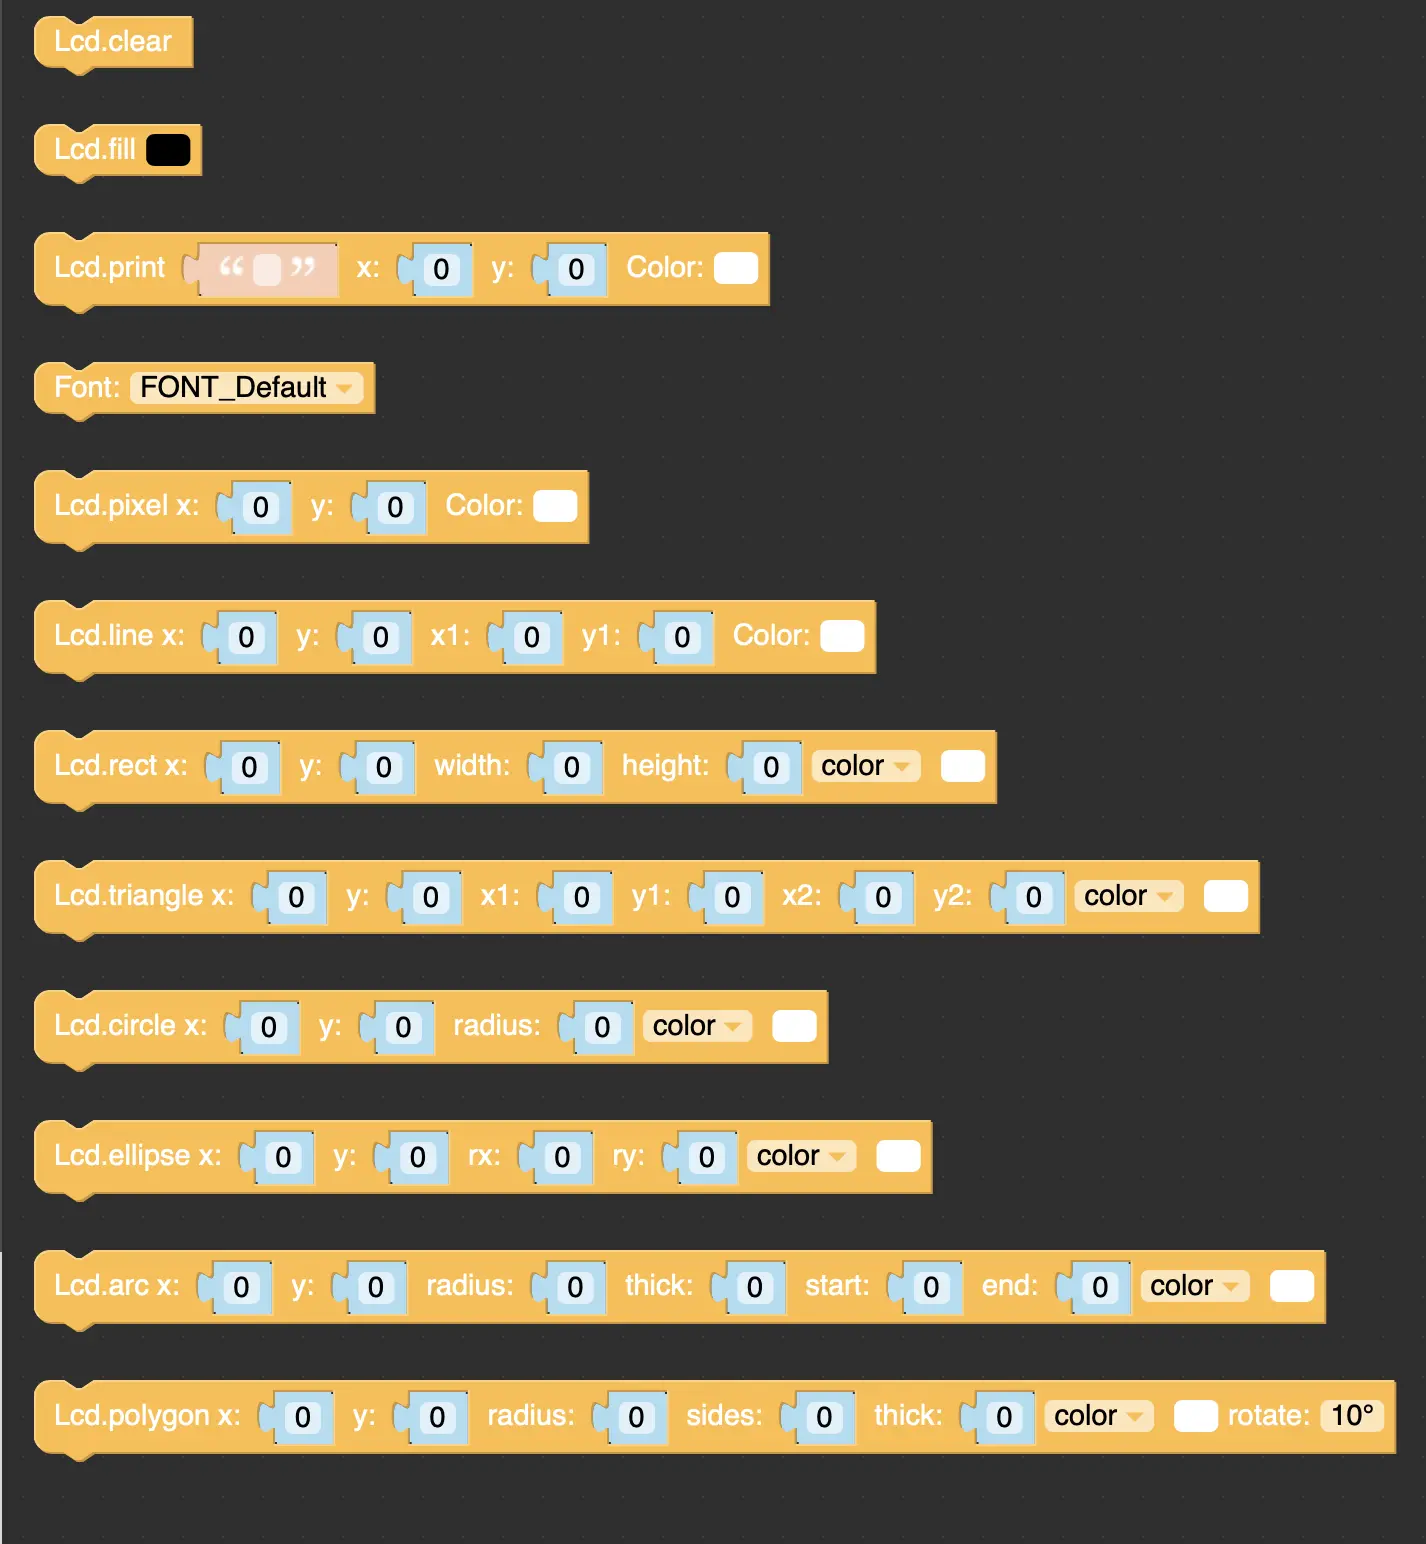 Lcd.clear
Lcd.fill
Lcd.print “ ” x: 0 y: 0 Color:
Font: FONT_Default
Lcd.pixel x: 0 y: 0 Color:
Lcd.line x: 0 y: 0 x1: 0 y1: 0 Color:
Lcd.rect x: 0 y: 0 width: 0 height: 0 color
Lcd.triangle x: 0 y: 0 x1: 0 y1: 0 x2: 0 y2: 0 color
Lcd.circle x: 0 y: 0 radius: 0 color
Lcd.ellipse x: 0 y: 0 rx: 0 ry: 0 color
Lcd.arc x: 0 y: 0 radius: 0 thick: 0 start: 0 end: 0 color
Lcd.polygon x: 0 y: 0 radius: 0 sides: 0 thick: 0 color rotate: 10°